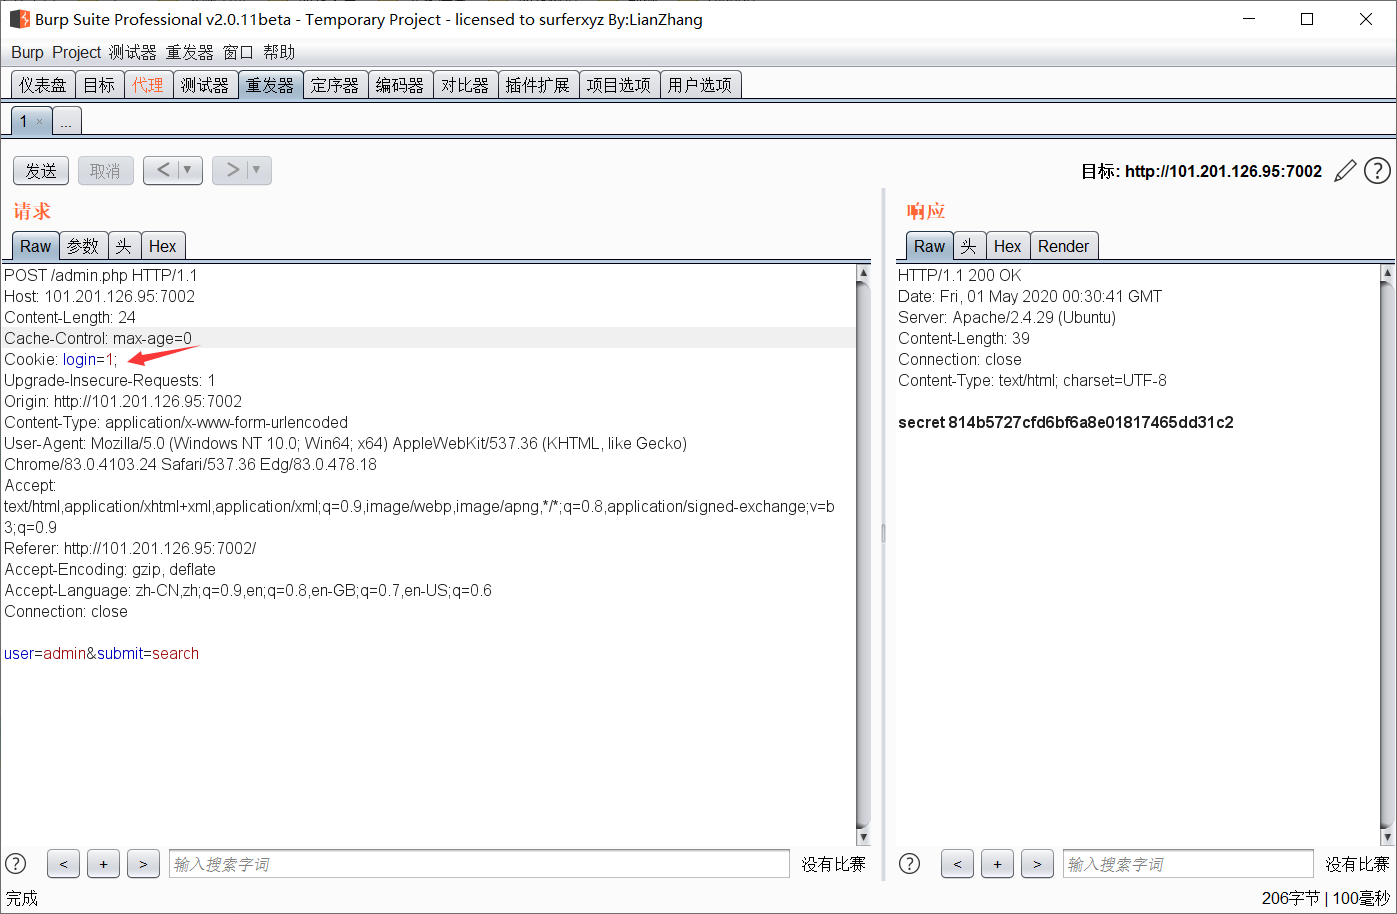 Burp Suite Professional v2.0.11beta - Temporary Project - licensed to surferxyz By:LianZhang
Burp Project 测试器 重发器 窗口 帮助
仪表盘 目标 代理 测试器 重发器 定序器 编码器 对比器 插件扩展 项目选项 用户选项
1 × ...
发送 取消 < ▼ > ▼ 目标: http://101.201.126.95:7002 ?
请求
Raw 参数 头 Hex
POST /admin.php HTTP/1.1
Host: 101.201.126.95:7002
Content-Length: 24
Cache-Control: max-age=0
Cookie: login=1;
Upgrade-Insecure-Requests: 1
Origin: http://101.201.126.95:7002
Content-Type: application/x-www-form-urlencoded
User-Agent: Mozilla/5.0 (Windows NT 10.0; Win64; x64) AppleWebKit/537.36 (KHTML, like Gecko)
Chrome/83.0.4103.24 Safari/537.36 Edg/83.0.478.18
Accept:
text/html,application/xhtml+xml,application/xml;q=0.9,image/webp,image/apng,*/*;q=0.8,application/signed-exchange;v=b
3;q=0.9
Referer: http://101.201.126.95:7002/
Accept-Encoding: gzip, deflate
Accept-Language: zh-CN,zh;q=0.9,en;q=0.8,en-GB;q=0.7,en-US;q=0.6
Connection: close
user=admin&submit=search
? < + > 输入搜索字词 没有比赛
响应
Raw 头 Hex Render
HTTP/1.1 200 OK
Date: Fri, 01 May 2020 00:30:41 GMT
Server: Apache/2.4.29 (Ubuntu)
Content-Length: 39
Connection: close
Content-Type: text/html; charset=UTF-8
secret 814b5727cfd6bf6a8e01817465dd31c2
? < + > 输入搜索字词 没有比赛
完成 206字节 | 100毫秒